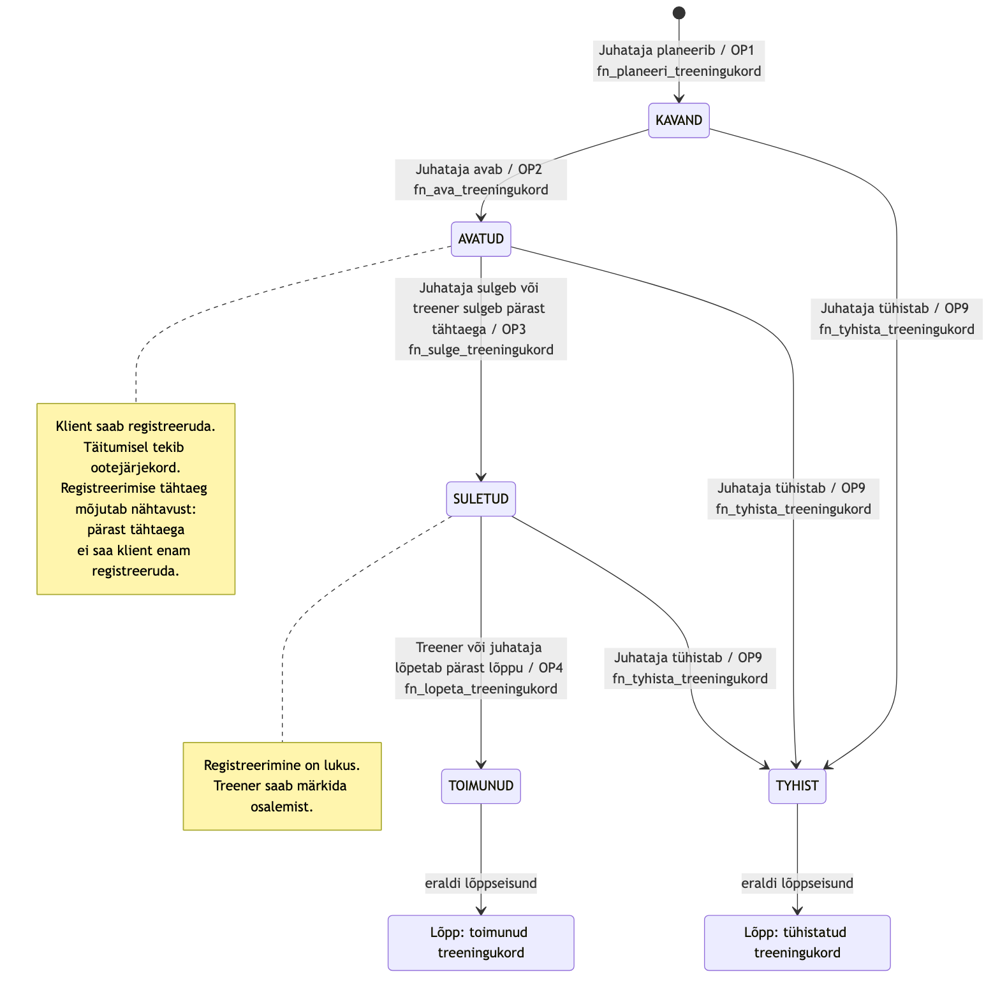 Juhataja planeerib / OP1
fn_planeeri_treeningukord
KAVAND
Juhataja avab / OP2
fn_ava_treeningukord
AVATUD
Juhataja sulgeb või
treener sulgeb pärast
tähtaega / OP3
fn_sulge_treeningukord
Juhataja tühistab / OP9
fn_tyhista_treeningukord
Klient saab registreeruda.
Täitumisel tekib
ootejärjekord.
Registreerimise tähtaeg
mõjutab nähtavust:
pärast tähtaega
ei saa klient enam
registreeruda.
SULETUD
Juhataja tühistab / OP9
fn_tyhista_treeningukord
Treener või juhataja
lõpetab pärast lõppu / OP4
fn_lopeta_treeningukord
Juhataja tühistab / OP9
fn_tyhista_treeningukord
Registreerimine on lukus.
Treener saab märkida
osalemist.
TOIMUNUD
TYHIST
eraldi lõppseisund
eraldi lõppseisund
Lõpp: toimunud
treeningukord
Lõpp: tühistatud
treeningukord